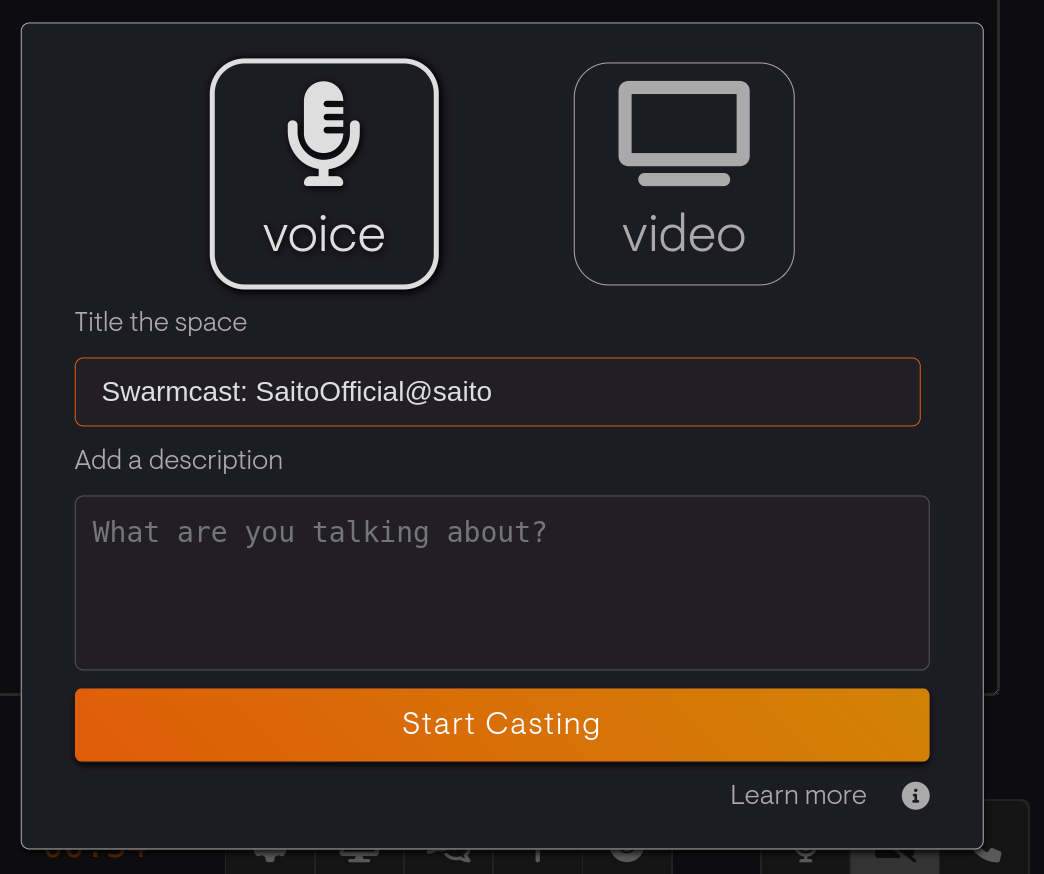 voice
video
Title the space
Swarmcast: SaitoOfficial@saito
Add a description
What are you talking about?
Start Casting
Learn more